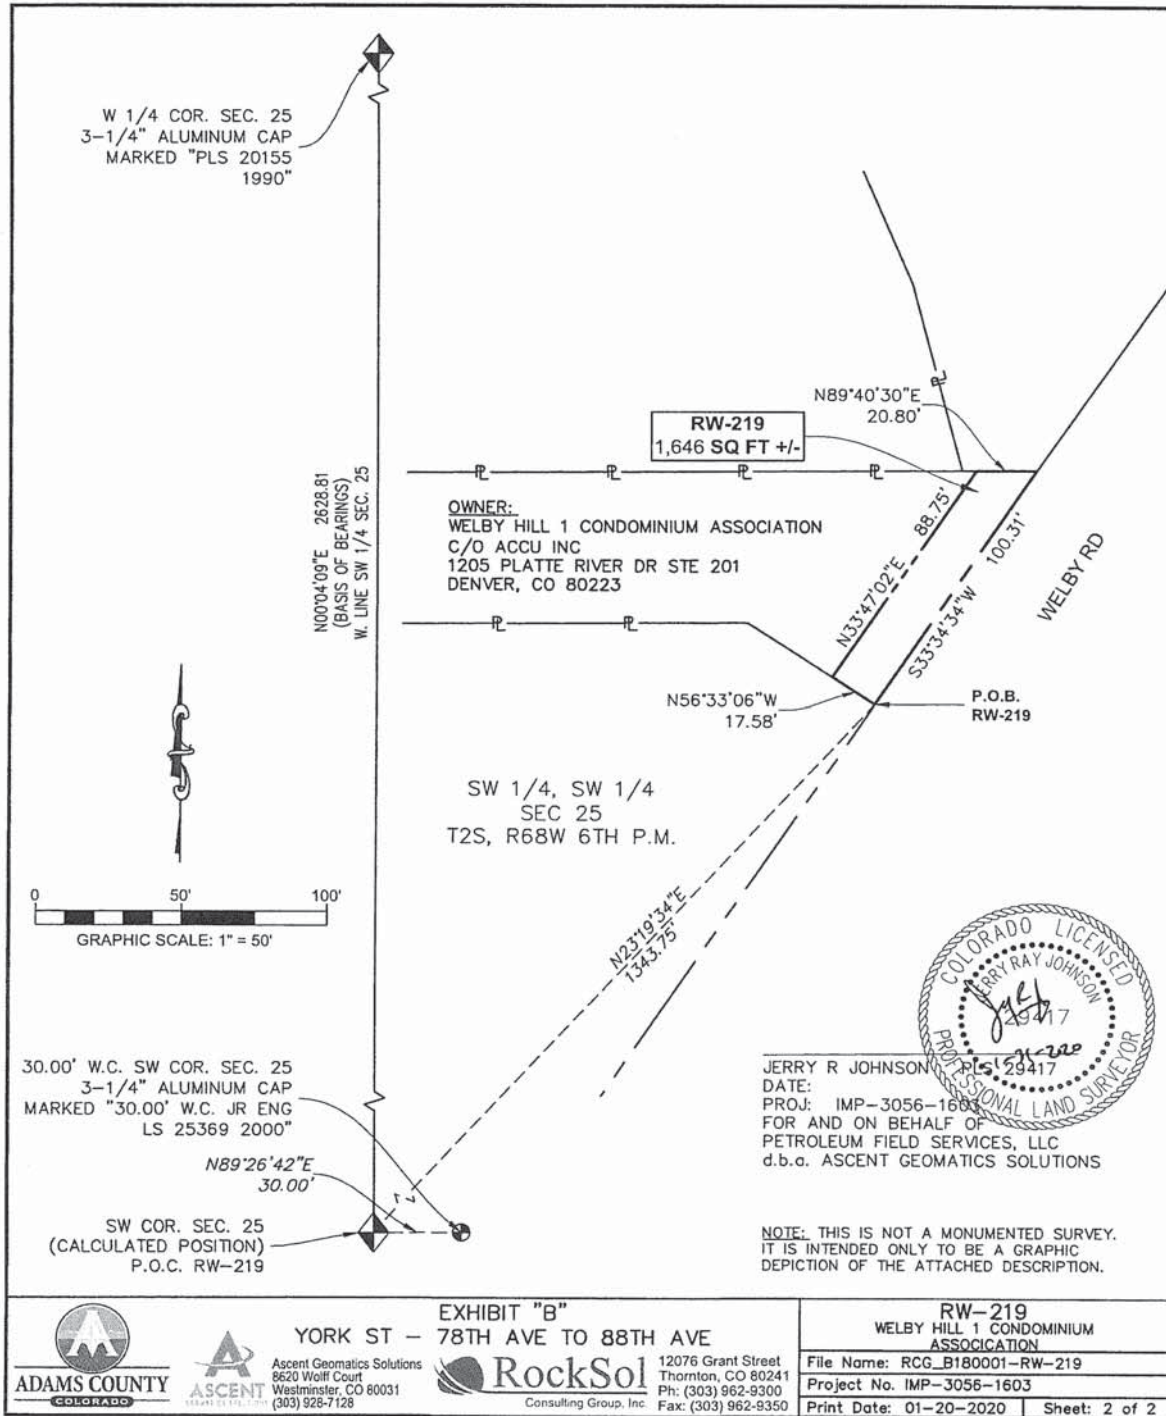 W 1/4 COR. SEC. 25
3-1/4" ALUMINUM CAP
MARKED "PLS 20155
1990"
N00°04'09"E 2628.81
(BASIS OF BEARINGS)
W. LINE SW 1/4 SEC. 25
N89°40'30"E
20.80'
RW-219
1,646 SQ FT +/-
PL
PL PL PL PL
OWNER:
WELBY HILL 1 CONDOMINIUM ASSOCIATION
C/O ACCU INC
1205 PLATTE RIVER DR STE 201
DENVER, CO 80223
N33°47'02"E 88.75'
S33°34'34"W 100.31'
WELBY RD
PL PL
N56°33'06"W
17.58'
P.O.B.
RW-219
SW 1/4, SW 1/4
SEC 25
T2S, R68W 6TH P.M.
0 50' 100'
GRAPHIC SCALE: 1" = 50'
N23°19'34"E
1343.75'
30.00' W.C. SW COR. SEC. 25
3-1/4" ALUMINUM CAP
MARKED "30.00' W.C. JR ENG
LS 25369 2000"
N89°26'42"E
30.00'
SW COR. SEC. 25
(CALCULATED POSITION)
P.O.C. RW-219
COLORADO LICENSED
JERRY RAY JOHNSON
29417
PROFESSIONAL LAND SURVEYOR
JERRY R JOHNSON PLS 29417
DATE:
PROJ: IMP-3056-1603
FOR AND ON BEHALF OF
PETROLEUM FIELD SERVICES, LLC
d.b.a. ASCENT GEOMATICS SOLUTIONS
NOTE: THIS IS NOT A MONUMENTED SURVEY.
IT IS INTENDED ONLY TO BE A GRAPHIC
DEPICTION OF THE ATTACHED DESCRIPTION.
ADAMS COUNTY
COLORADO
EXHIBIT "B"
YORK ST - 78TH AVE TO 88TH AVE
ASCENT
Ascent Geomatics Solutions
8620 Wolff Court
Westminster, CO 80031
(303) 928-7128
RockSol
Consulting Group, Inc.
12076 Grant Street
Thornton, CO 80241
Ph: (303) 962-9300
Fax: (303) 962-9350
RW-219
WELBY HILL 1 CONDOMINIUM
ASSOCICATION
File Name: RCG_B180001-RW-219
Project No. IMP-3056-1603
Print Date: 01-20-2020
Sheet: 2 of 2